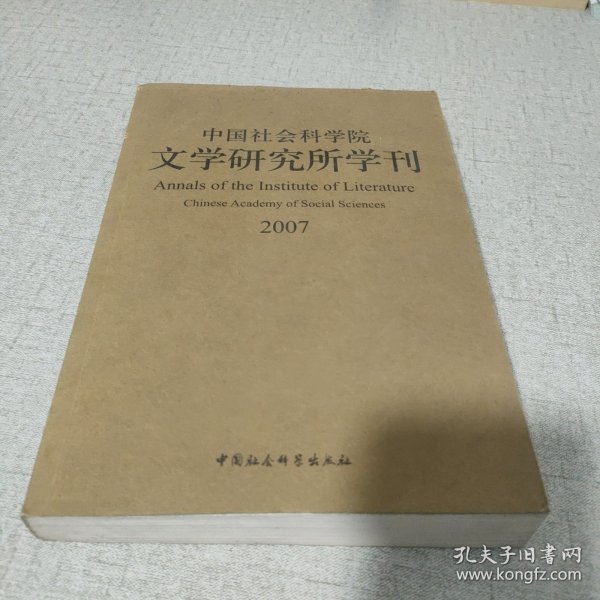 中国社会科学院
文学研究所学刊
Annals of the Institute of Literature
Chinese Academy of Social Sciences
2007
中国社会科学出版社
孔夫子旧书网
www.kongfz.com